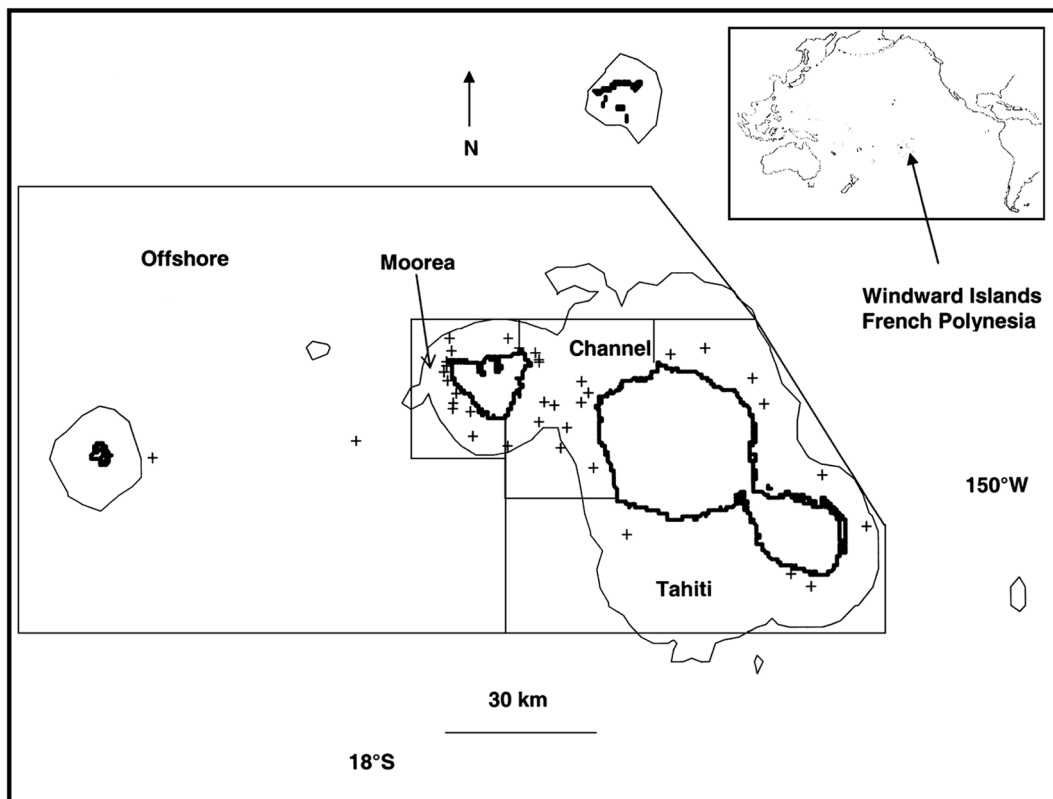 N
Offshore
Moorea
Windward Islands
French Polynesia
Channel
150°W
Tahiti
30 km
18°S